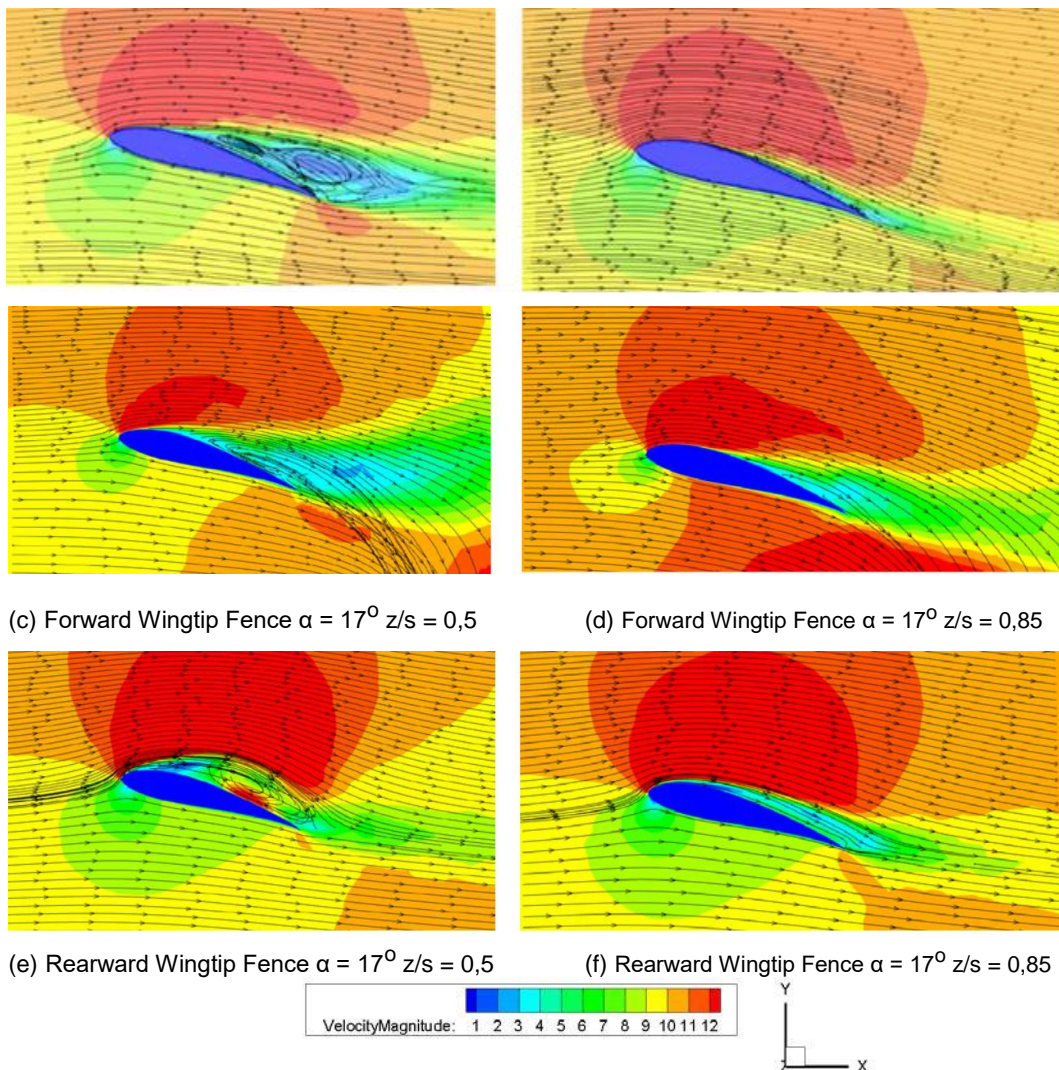 (c) Forward Wingtip Fence α = 17O z/s = 0,5
(d) Forward Wingtip Fence α = 17O z/s = 0,85
(e) Rearward Wingtip Fence α = 17O z/s = 0,5
(f) Rearward Wingtip Fence α = 17O z/s = 0,85
VelocityMagnitude: 1 2 3 4 5 6 7 8 9 10 11 12
Y
Z X